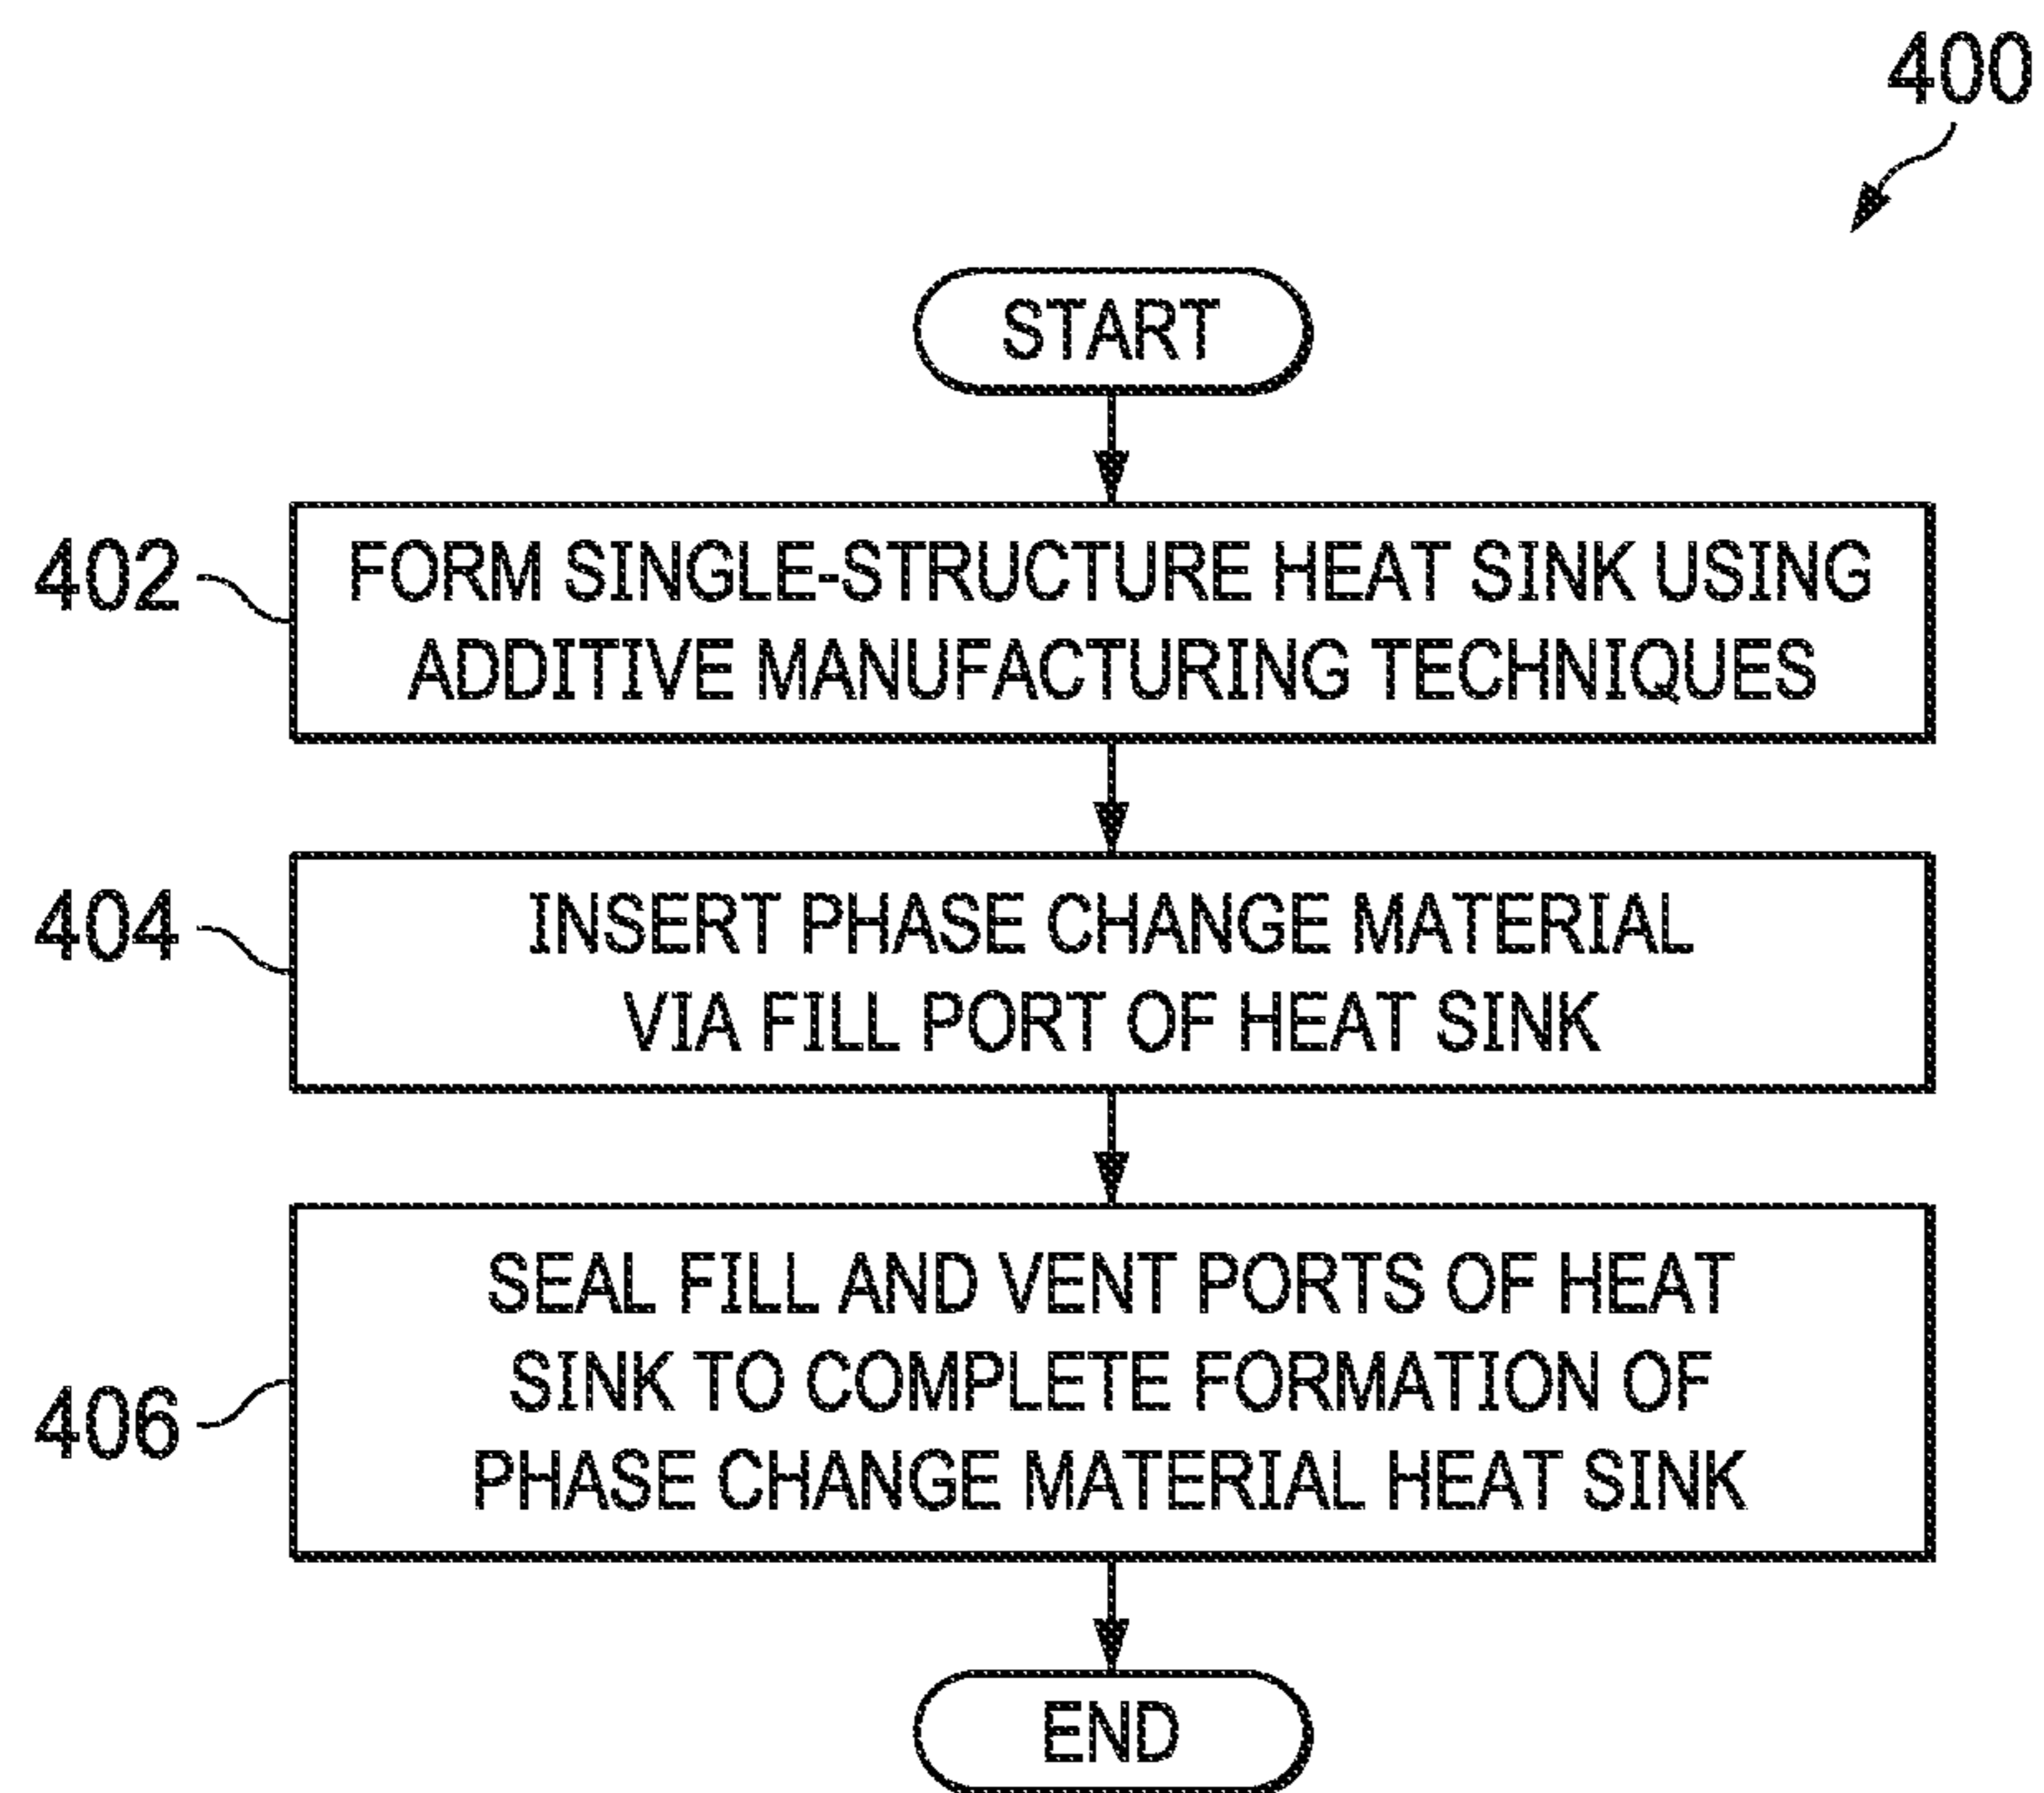 400
START
402
FORM SINGLE-STRUCTURE HEAT SINK USING
ADDITIVE MANUFACTURING TECHNIQUES
404
INSERT PHASE CHANGE MATERIAL
VIA FILL PORT OF HEAT SINK
406
SEAL FILL AND VENT PORTS OF HEAT
SINK TO COMPLETE FORMATION OF
PHASE CHANGE MATERIAL HEAT SINK
END